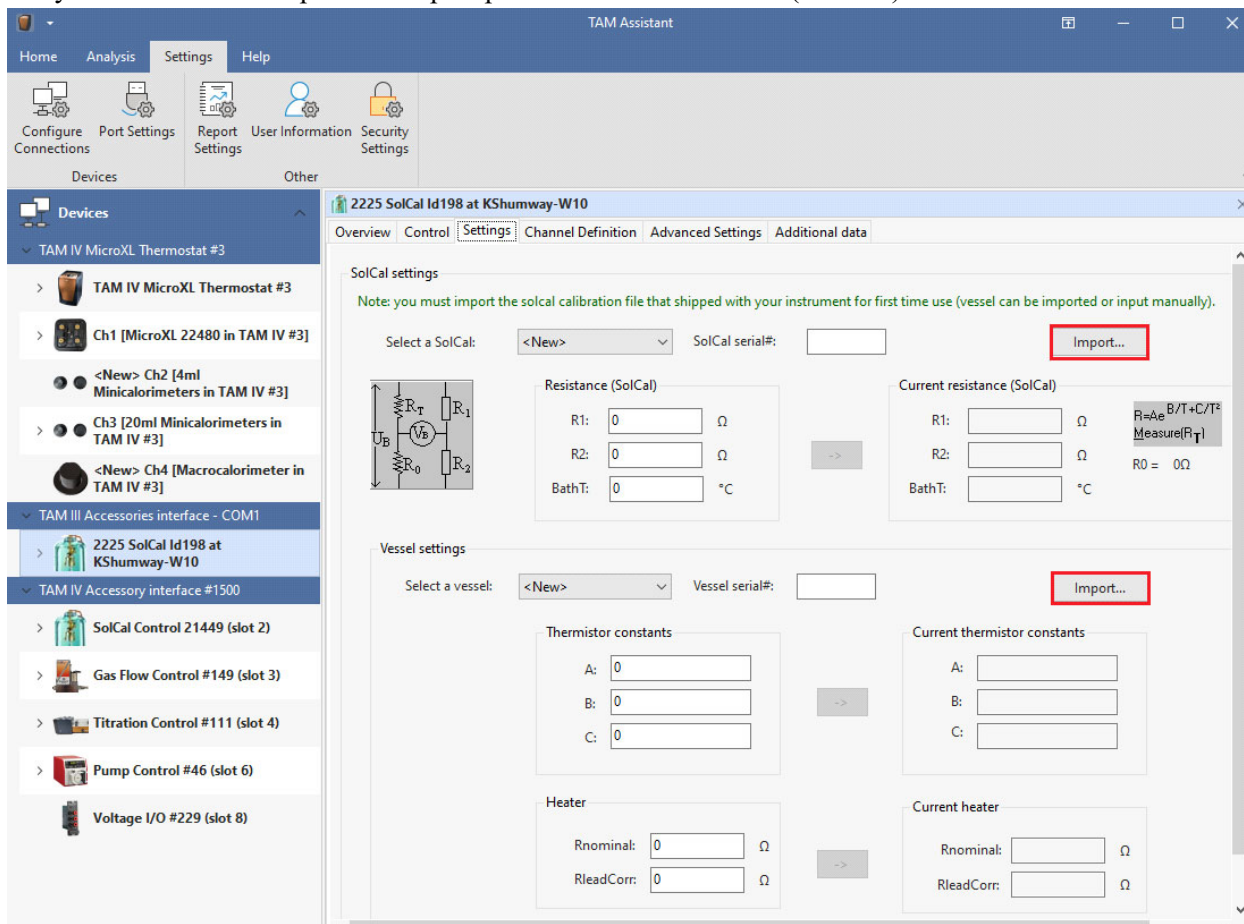 TAM Assistant
Home Analysis Settings Help
Configure Connections
Port Settings
Report Settings
User Information
Security Settings
Devices
Other
Devices
TAM IV MicroXL Thermostat #3
TAM IV MicroXL Thermostat #3
Ch1 [MicroXL 22480 in TAM IV #3]
<New> Ch2 [4ml
Minicalorimeters in TAM IV #3]
Ch3 [20ml Minicalorimeters in
TAM IV #3]
<New> Ch4 [Macrocalorimeter in
TAM IV #3]
TAM III Accessories interface - COM1
2225 SolCal Id198 at
KShumway-W10
TAM IV Accessory interface #1500
SolCal Control 21449 (slot 2)
Gas Flow Control #149 (slot 3)
Titration Control #111 (slot 4)
Pump Control #46 (slot 6)
Voltage I/O #229 (slot 8)
2225 SolCal Id198 at KShumway-W10
Overview Control Settings Channel Definition Advanced Settings Additional data
SolCal settings
Note: you must import the solcal calibration file that shipped with your instrument for first time use (vessel can be imported or input manually).
Select a SolCal: <New> SolCal serial#: Import...
RT R1
UB VB
R0 R2
Resistance (SolCal)
R1: 0 Ω
R2: 0 Ω
BathT: 0 °C
->
Current resistance (SolCal)
R1: Ω
R2: Ω
BathT: °C
R=Ae B/T+C/T²
Measure(RT)
R0 = 0Ω
Vessel settings
Select a vessel: <New> Vessel serial#: Import...
Thermistor constants
A: 0
B: 0
C: 0
->
Current thermistor constants
A:
B:
C:
Heater
Rnominal: 0 Ω
RleadCorr: 0 Ω
->
Current heater
Rnominal: Ω
RleadCorr: Ω